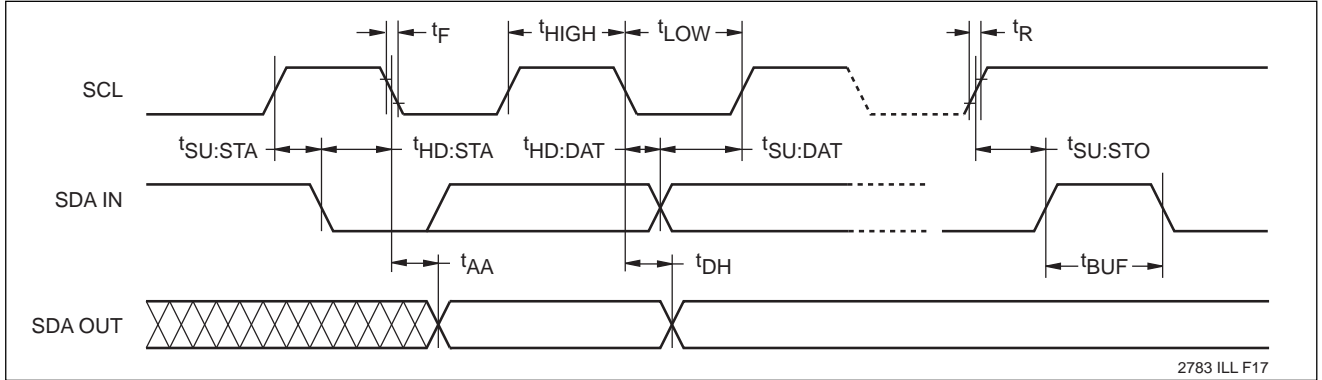 tF tHIGH tLOW tR
SCL
tSU:STA tHD:STA tHD:DAT tSU:DAT tSU:STO
SDA IN
tAA tDH tBUF
SDA OUT
2783 ILL F17